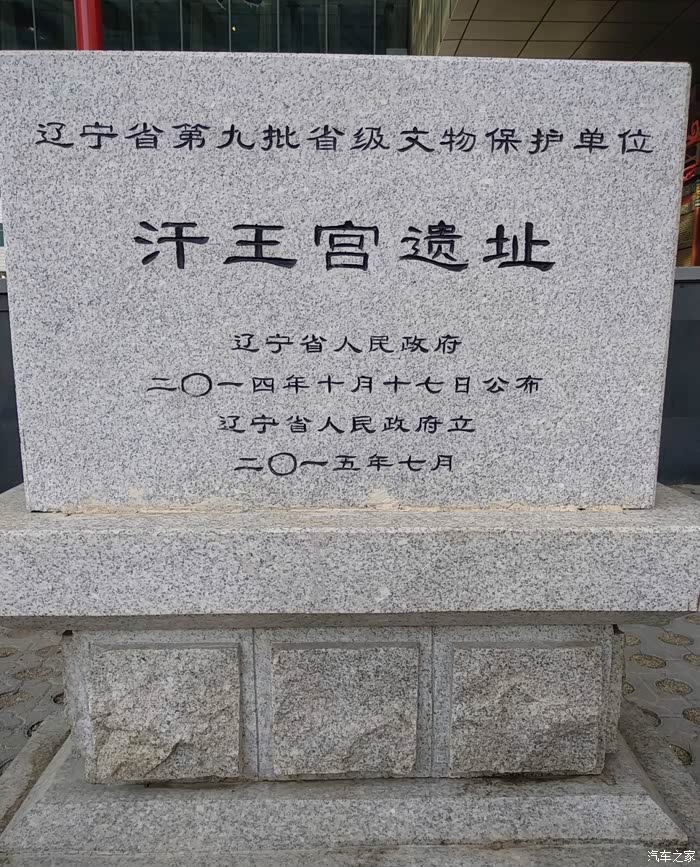 辽宁省第九批省级文物保护单位
汗王宫遗址
辽宁省人民政府
二〇一四年十月十七日公布
辽宁省人民政府立
二〇一五年七月
汽车之家